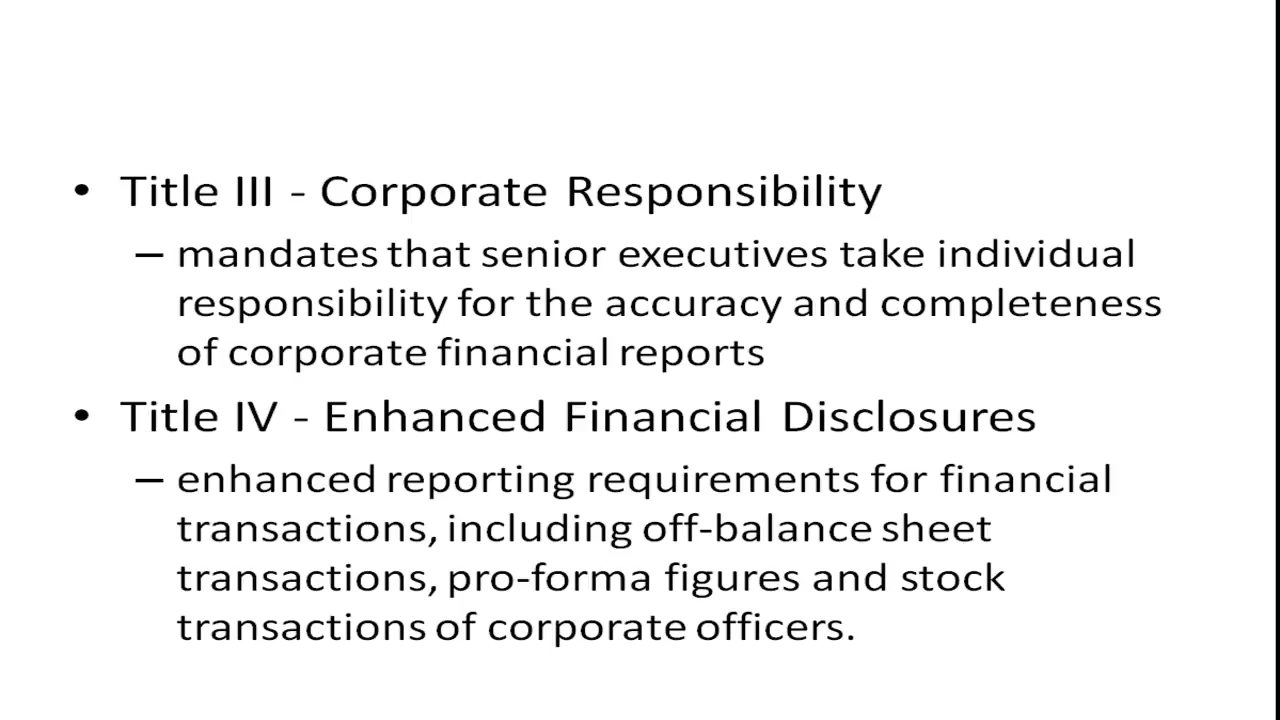 • Title III - Corporate Responsibility
– mandates that senior executives take individual
responsibility for the accuracy and completeness
of corporate financial reports
• Title IV - Enhanced Financial Disclosures
– enhanced reporting requirements for financial
transactions, including off-balance sheet
transactions, pro-forma figures and stock
transactions of corporate officers.